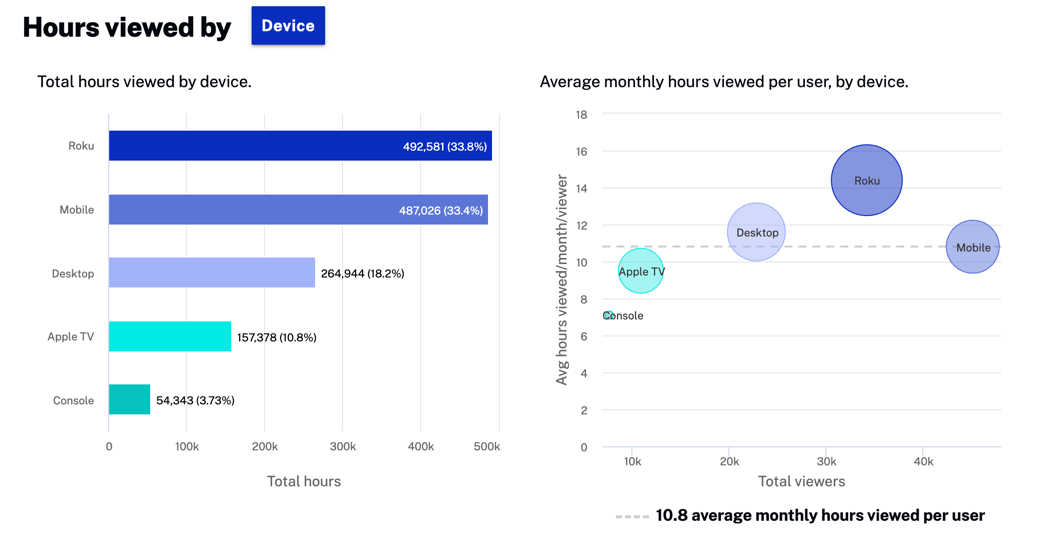 Hours viewed by Device
Total hours viewed by device.
Roku
492,581 (33.8%)
Mobile
487,026 (33.4%)
Desktop
264,944 (18.2%)
Apple TV
157,378 (10.8%)
Console
54,343 (3.73%)
0 100k 200k 300k 400k 500k
Total hours
Average monthly hours viewed per user, by device.
Avg hours viewed/month/viewer
18
16
14
12
10
8
6
4
2
0
Roku
Desktop
Mobile
Apple TV
Console
10k 20k 30k 40k
Total viewers
10.8 average monthly hours viewed per user